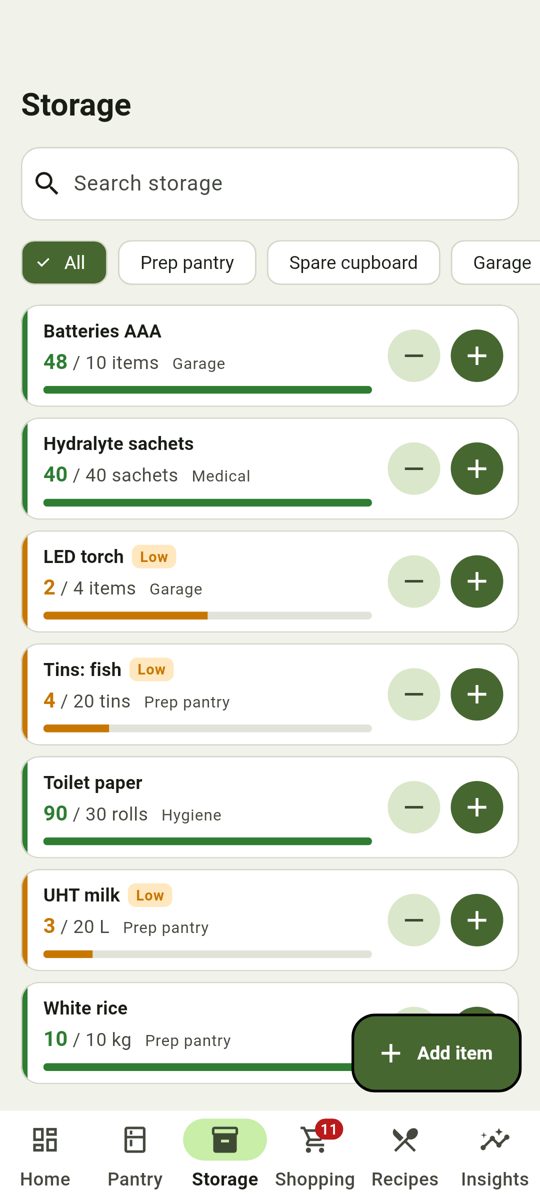 Storage
Search storage
All
Prep pantry
Spare cupboard
Garage
Batteries AAA
48 / 10 items Garage
Hydralyte sachets
40 / 40 sachets Medical
LED torch Low
2 / 4 items Garage
Tins: fish Low
4 / 20 tins Prep pantry
Toilet paper
90 / 30 rolls Hygiene
UHT milk Low
3 / 20 L Prep pantry
White rice
10 / 10 kg Prep pantry
Add item
11
Home
Pantry
Storage
Shopping
Recipes
Insights